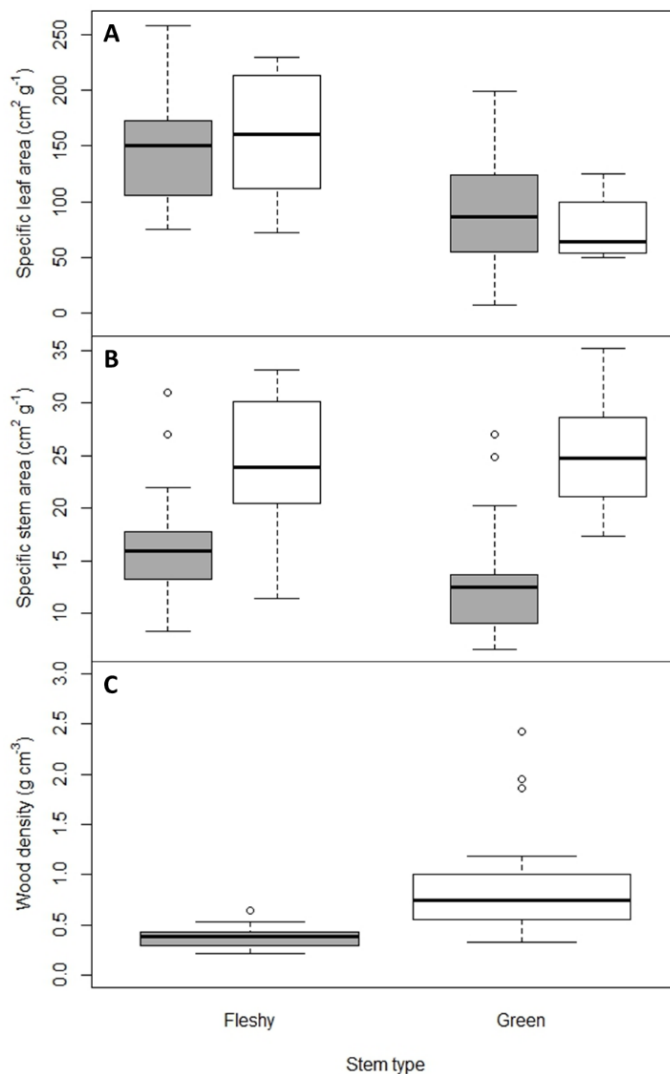 A
Specific leaf area (cm² g⁻¹)
250
200
150
100
50
0
B
Specific stem area (cm² g⁻¹)
35
30
25
20
15
10
C
Wood density (g cm⁻³)
3.0
2.5
2.0
1.5
1.0
0.5
0.0
Fleshy Green
Stem type